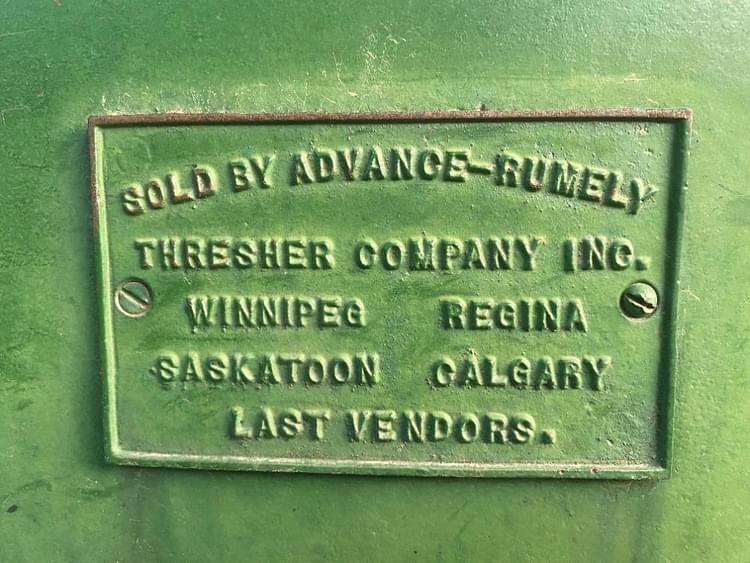 SOLD BY ADVANCE-RUMELY
THRESHER COMPANY INC.
WINNIPEG REGINA
SASKATOON CALGARY
LAST VENDORS.